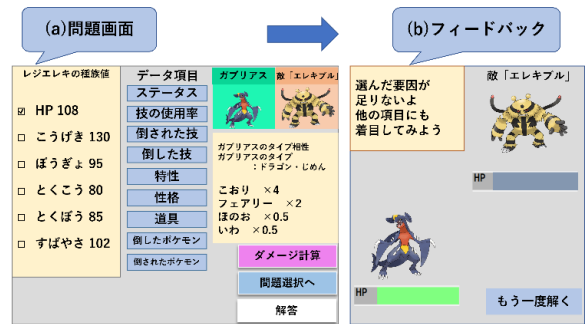 (a)問題画面
(b)フィードバック
レジエレキの種族値
HP 108
こうげき 130
ぼうぎょ 95
とくこう 80
とくぼう 85
すばやさ 102
データ項目
ステータス
技の使用率
倒された技
倒した技
特性
性格
道具
倒したポケモン
倒されたポケモン
ガブリアス
敵「エレキブル」
ガブリアスのタイプ相性
ガブリアスのタイプ
:ドラゴン・じめん
こおり ×4
フェアリー ×2
ほのお ×0.5
いわ ×0.5
ダメージ計算
問題選択へ
解答
選んだ要因が
足りないよ
他の項目にも
着目してみよう
敵「エレキブル」
HP
HP
もう一度解く